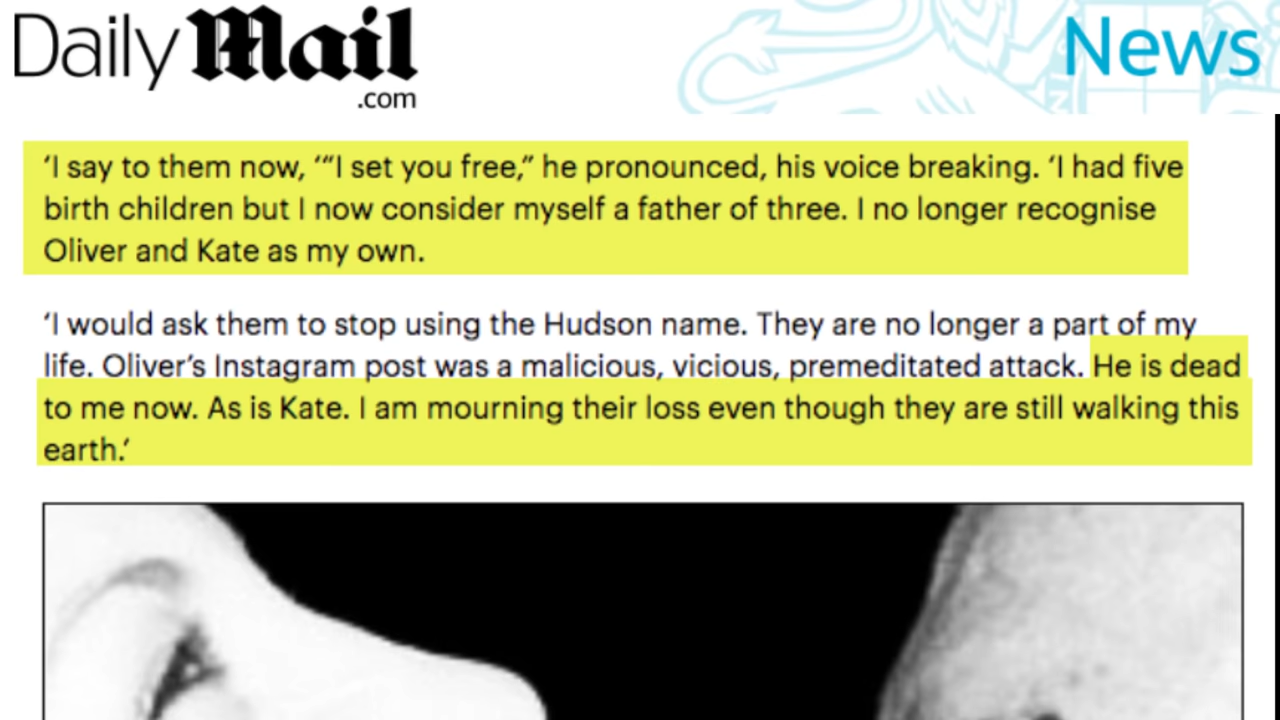 Daily Mail
.com
News
‘I say to them now, ‘“I set you free,” he pronounced, his voice breaking. ‘I had five
birth children but I now consider myself a father of three. I no longer recognise
Oliver and Kate as my own.
‘I would ask them to stop using the Hudson name. They are no longer a part of my
life. Oliver’s Instagram post was a malicious, vicious, premeditated attack. He is dead
to me now. As is Kate. I am mourning their loss even though they are still walking this
earth.’